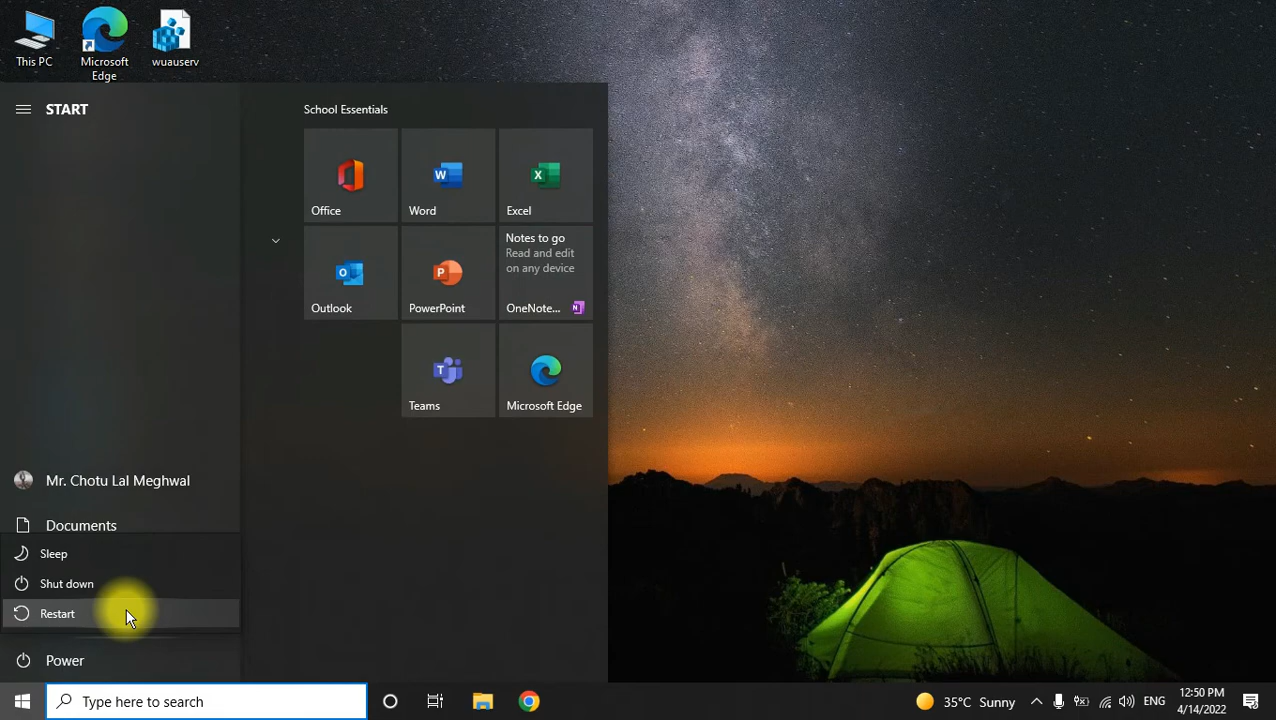 This PC
Microsoft
Edge
wuauserv
START
School Essentials
Office
Word
Excel
Outlook
PowerPoint
Notes to go
Read and edit
on any device
OneNote...
Teams
Microsoft Edge
Mr. Chotu Lal Meghwal
Documents
Sleep
Shut down
Restart
Power
Type here to search
35°C Sunny
ENG
12:50 PM
4/14/2022